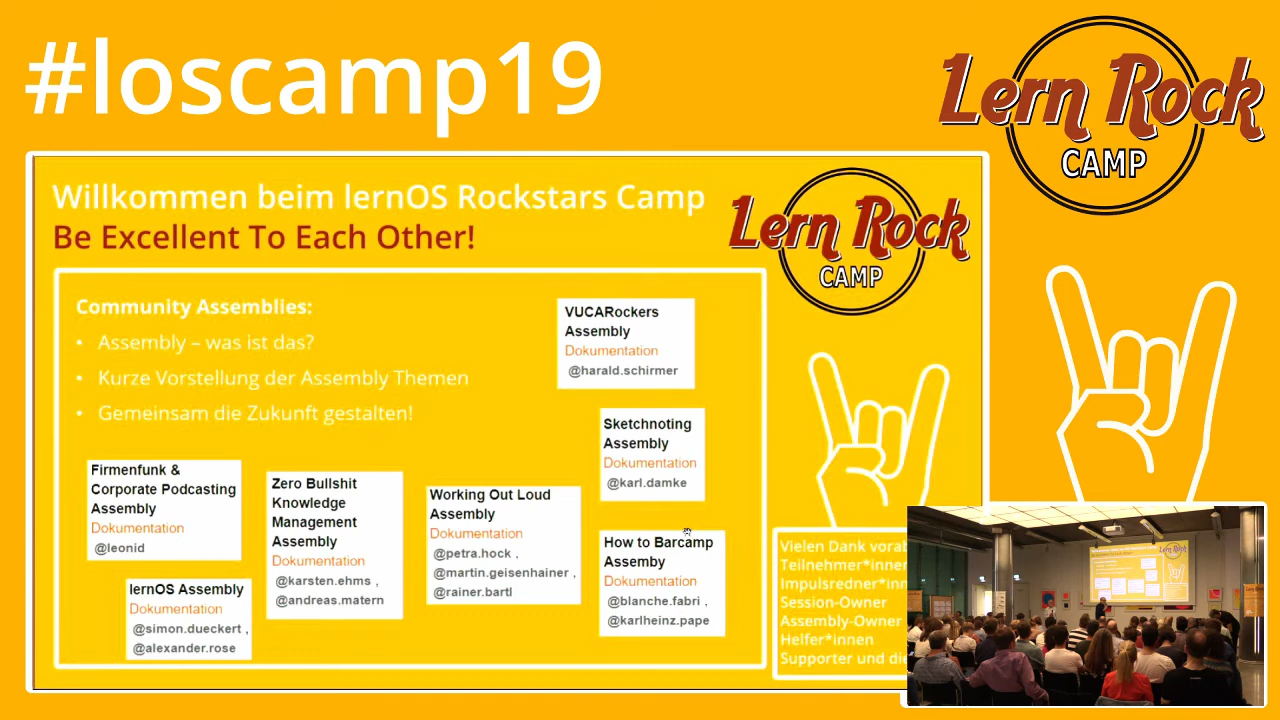 #loscamp19
Lern Rock
CAMP
Willkommen beim lernOS Rockstars Camp
Be Excellent To Each Other!
Lern Rock
CAMP
Community Assemblies:
• Assembly – was ist das?
• Kurze Vorstellung der Assembly Themen
• Gemeinsam die Zukunft gestalten!
VUCARockers
Assembly
Dokumentation
@harald.schirmer
Sketchnoting
Assembly
Dokumentation
@karl.damke
Firmenfunk &
Corporate Podcasting
Assembly
Dokumentation
@leonid
Zero Bullshit
Knowledge
Management
Assembly
Dokumentation
@karsten.ehms ,
@andreas.matern
Working Out Loud
Assembly
Dokumentation
@petra.hock ,
@martin.geisenhainer ,
@rainer.bartl
How to Barcamp
Assemby
Dokumentation
@blanche.fabri ,
@karlheinz.pape
lernOS Assembly
Dokumentation
@simon.dueckert ,
@alexander.rose
Vielen Dank vorab
Teilnehmer*innen
Impulsredner*inn
Session-Owner
Assembly-Owner
Helfer*innen
Supporter und die